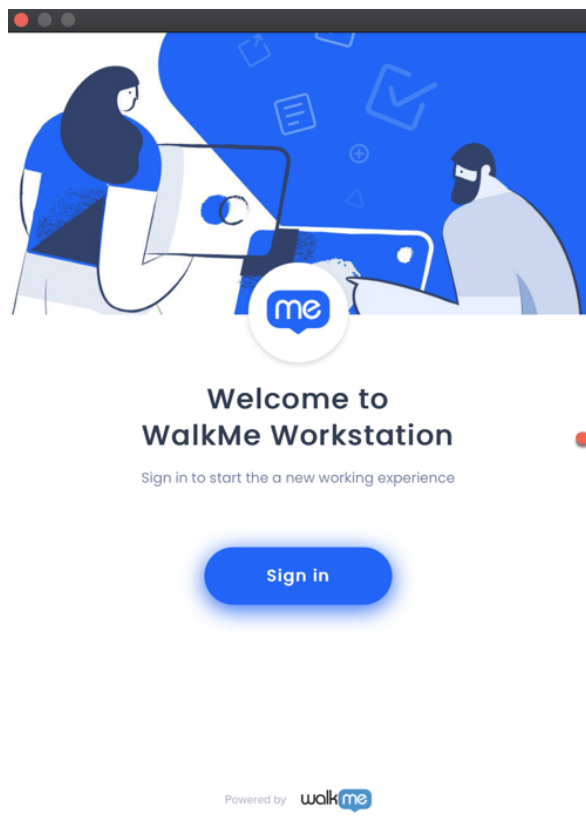 me
Welcome to
WalkMe Workstation
Sign in to start the a new working experience
Sign in
Powered by walkme